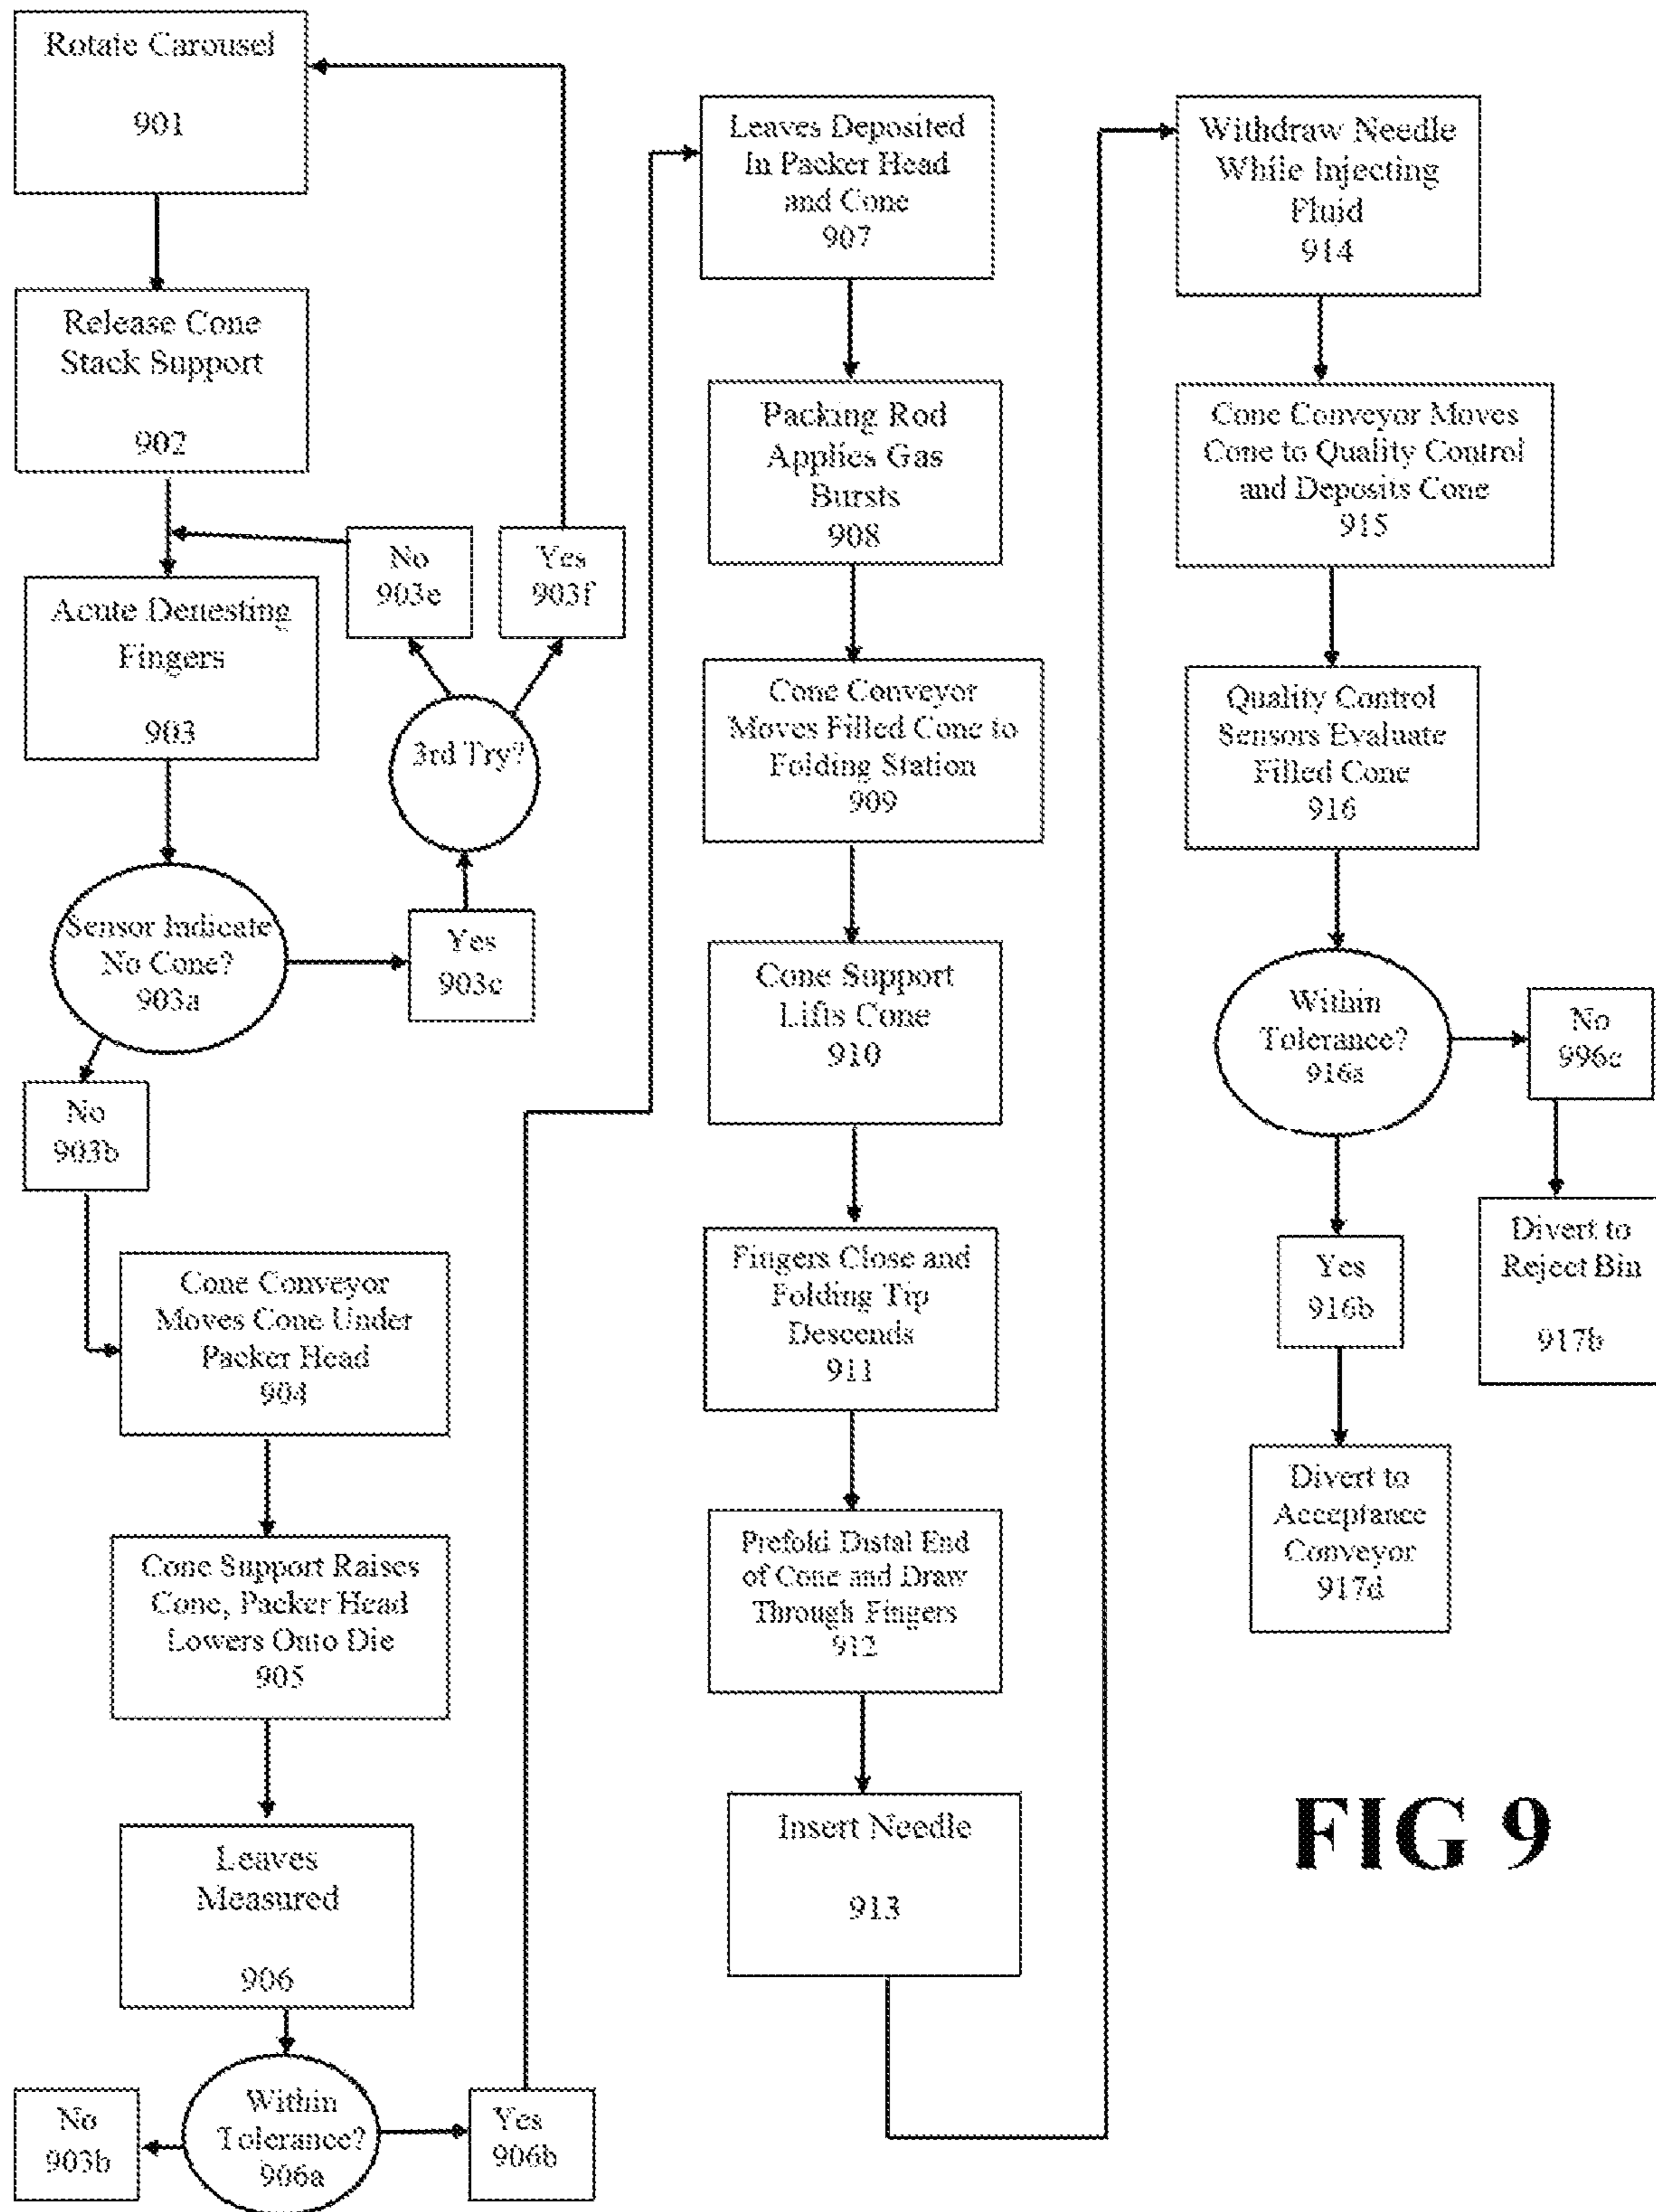 Rotate Carousel
901
Release Cone
Stack Support
902
Acute Denesting
Fingers
903
No
903e
Yes
903f
3rd Try?
Sensor Indicate
No Cone?
903a
Yes
903c
No
903b
Cone Conveyor
Moves Cone Under
Packer Head
904
Cone Support Raises
Cone, Packer Head
Lowers Onto Die
905
Leaves
Measured
906
Within
Tolerance?
906a
No
903b
Yes
906b
Leaves Deposited
In Packer Head
and Cone
907
Packing Rod
Applies Gas
Bursts
908
Cone Conveyor
Moves Filled Cone to
Folding Station
909
Cone Support
Lifts Cone
910
Fingers Close and
Folding Tip
Descends
911
Prefold Distal End
of Cone and Draw
Through Fingers
912
Insert Needle
913
Withdraw Needle
While Injecting
Fluid
914
Cone Conveyor Moves
Cone to Quality Control
and Deposits Cone
915
Quality Control
Sensors Evaluate
Filled Cone
916
Within
Tolerance?
916a
No
996c
Yes
916b
Divert to
Reject Bin
917b
Divert to
Acceptance
Conveyor
917d
FIG 9